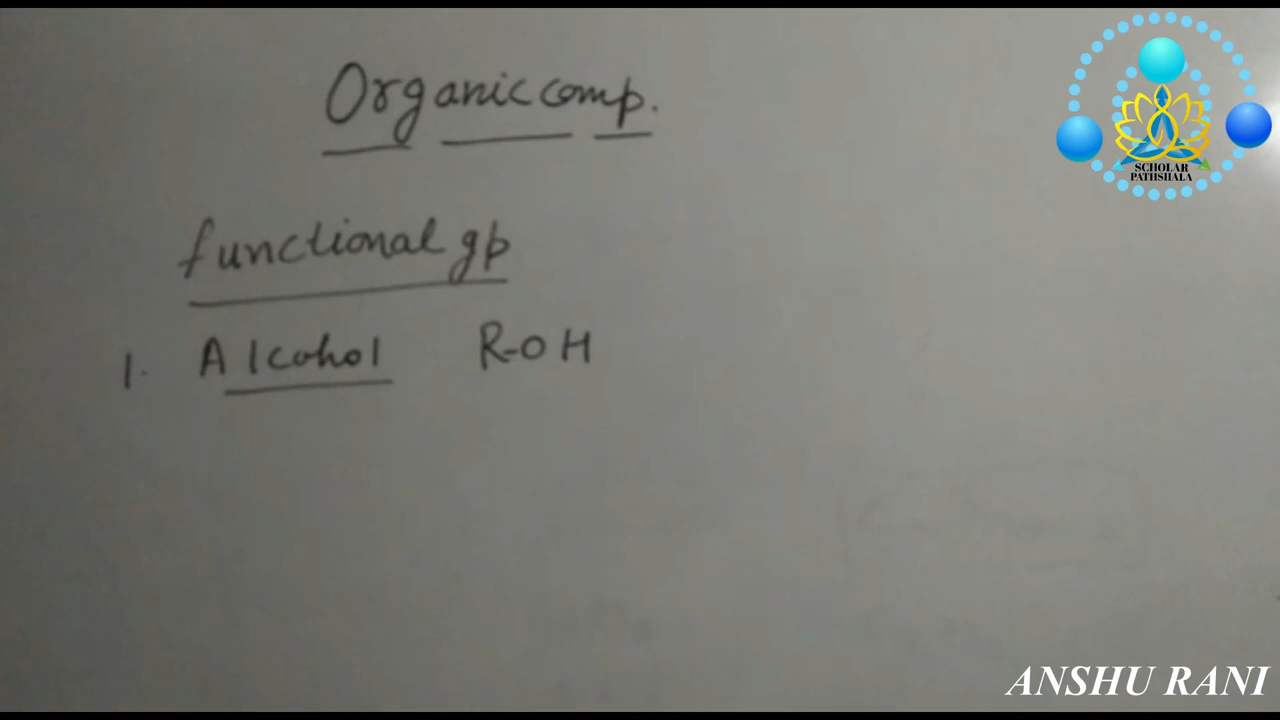 Organic comp.
functional gp
1. Alcohol R-OH
SCHOLAR
PATHSHALA
ANSHU RANI